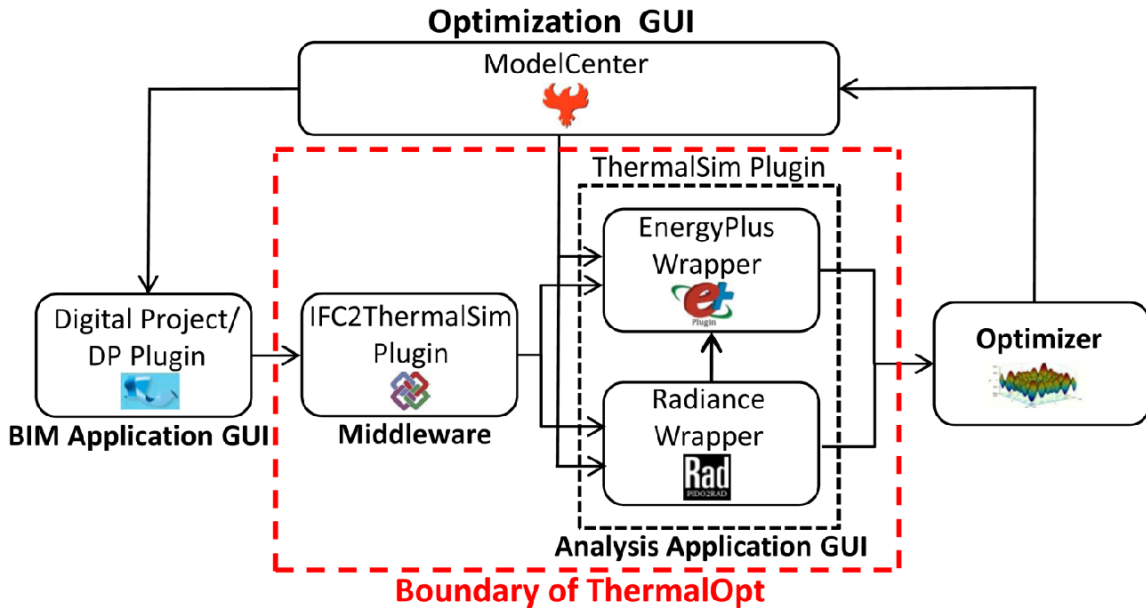 Optimization GUI
ModelCenter
ThermalSim Plugin
EnergyPlus
Wrapper
Plugin
Digital Project/
DP Plugin
BIM Application GUI
IFC2ThermalSim
Plugin
Middleware
Radiance
Wrapper
Rad
PIDO2RAD
Analysis Application GUI
Optimizer
Boundary of ThermalOpt